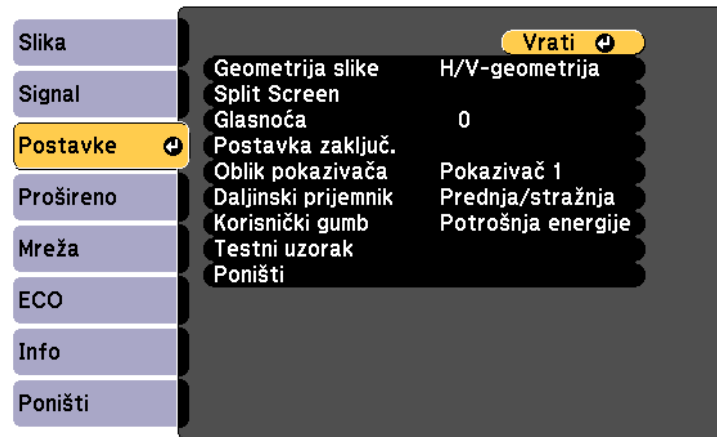 Slika
Signal
Postavke
Prošireno
Mreža
ECO
Info
Poništi
Vrati
Geometrija slike H/V-geometrija
Split Screen
Glasnoća 0
Postavka zaključ.
Oblik pokazivača Pokazivač 1
Daljinski prijemnik Prednja/stražnja
Korisnički gumb Potrošnja energije
Testni uzorak
Poništi